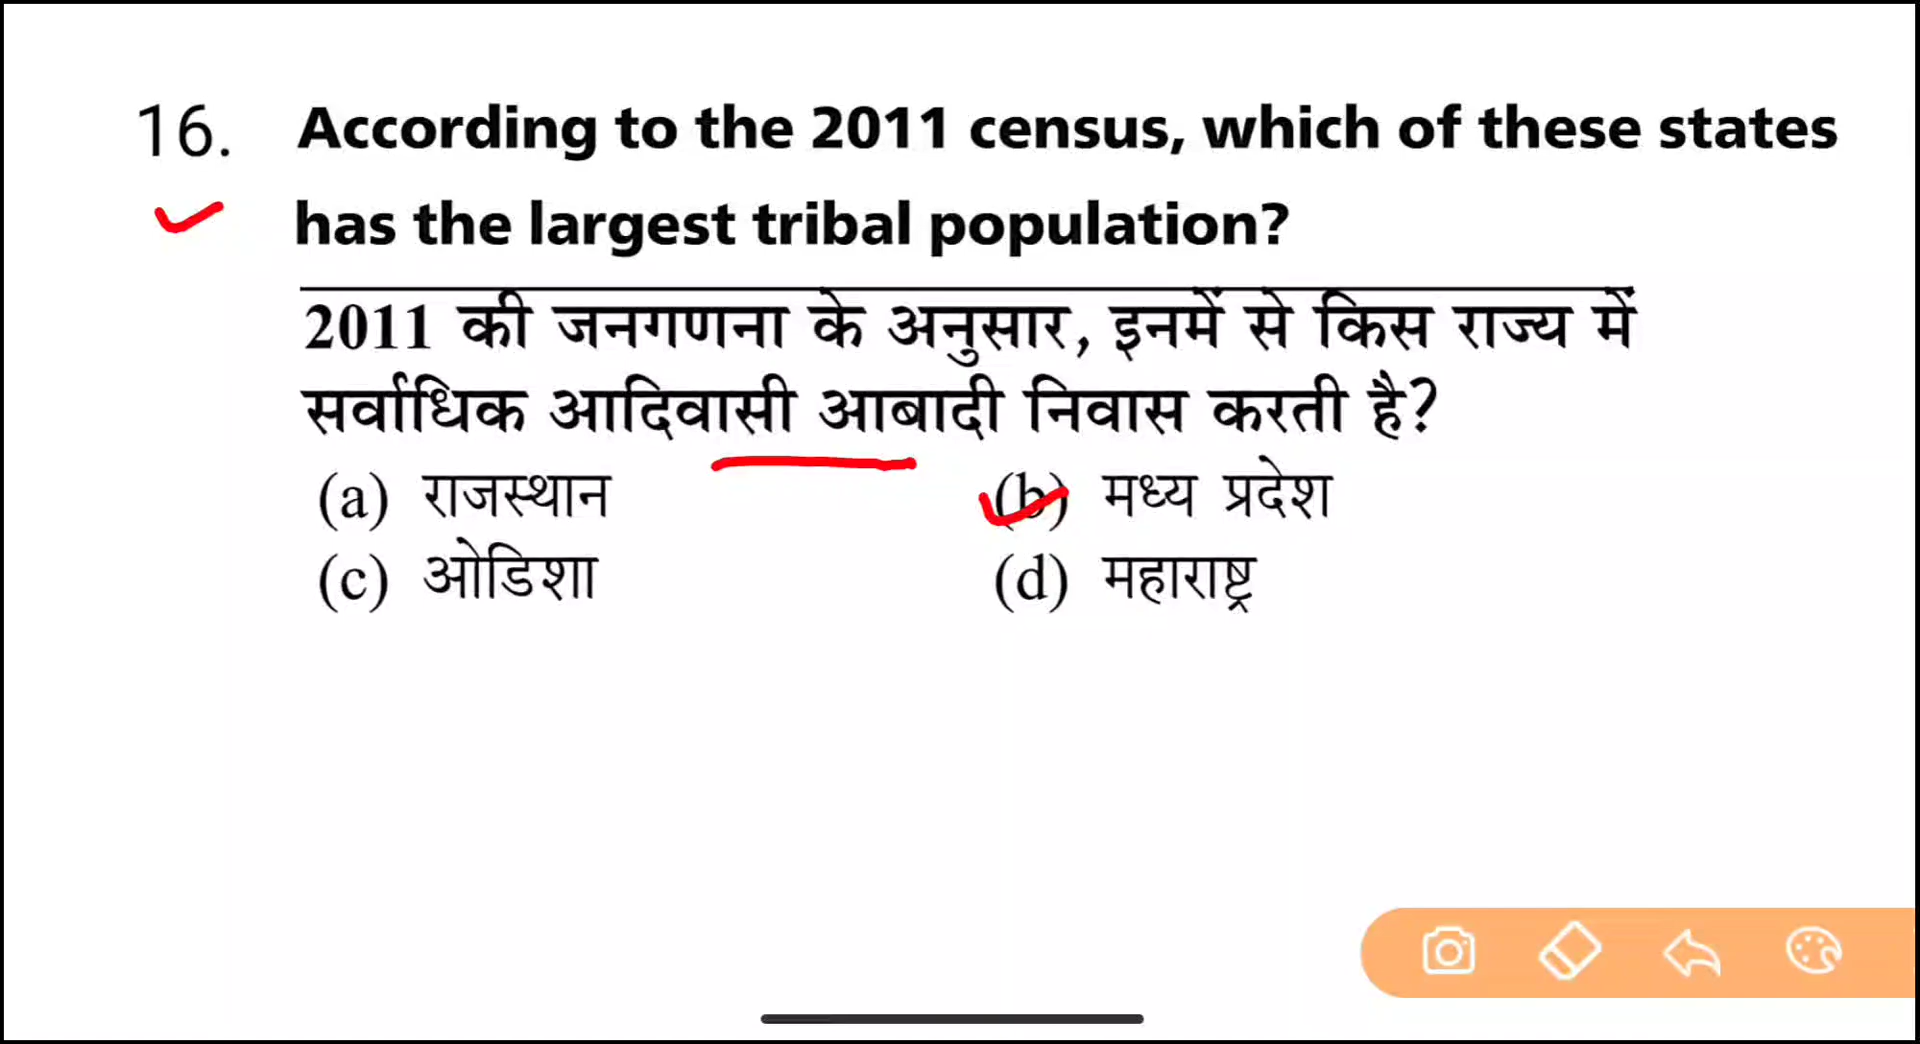 16. According to the 2011 census, which of these states
has the largest tribal population?
2011 की जनगणना के अनुसार, इनमें से किस राज्य में
सर्वाधिक आदिवासी आबादी निवास करती है?
(a) राजस्थान (b) मध्य प्रदेश
(c) ओडिशा (d) महाराष्ट्र